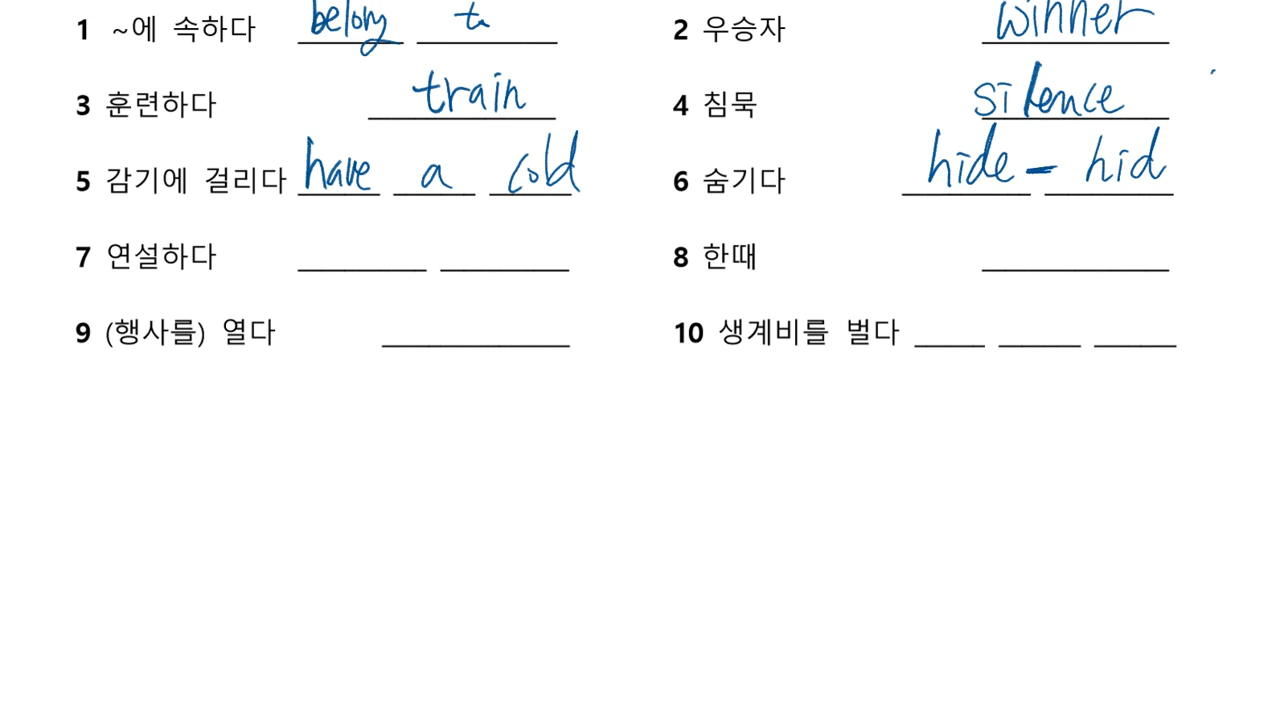 1 ~에 속하다 belong to 2 우승자 winner
3 훈련하다 train 4 침묵 silence
5 감기에 걸리다 have a cold 6 숨기다 hide - hid
7 연설하다 8 한때
9 (행사를) 열다 10 생계비를 벌다